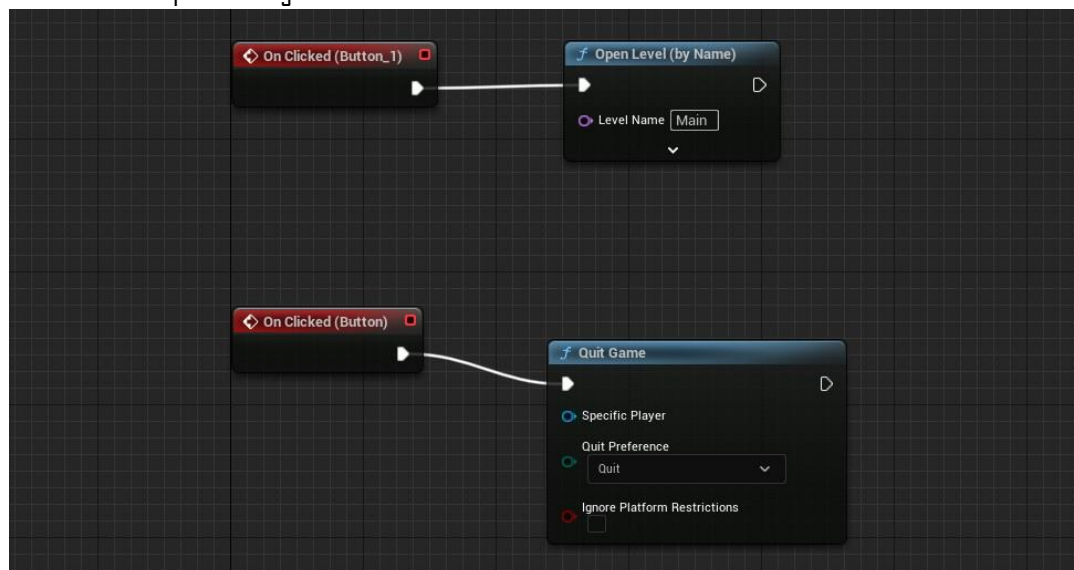 On Clicked (Button_1)
f Open Level (by Name)
Level Name Main
On Clicked (Button)
f Quit Game
Specific Player
Quit Preference
Quit
Ignore Platform Restrictions